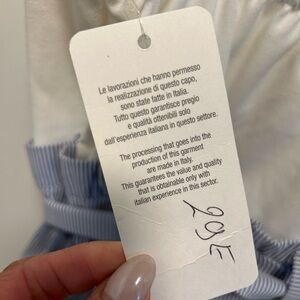 Le lavorazioni che hanno permesso
la realizzazione di questo capo,
sono state fatte in Italia.
Tutto questo garantisce pregio
e qualità ottenibili solo
dall'esperienza italiana in questo settore.
The processing that goes into the
production of this garment
are made in Italy.
This guarantees the value and quality
that is obtainable only with
italian experience in this sector.